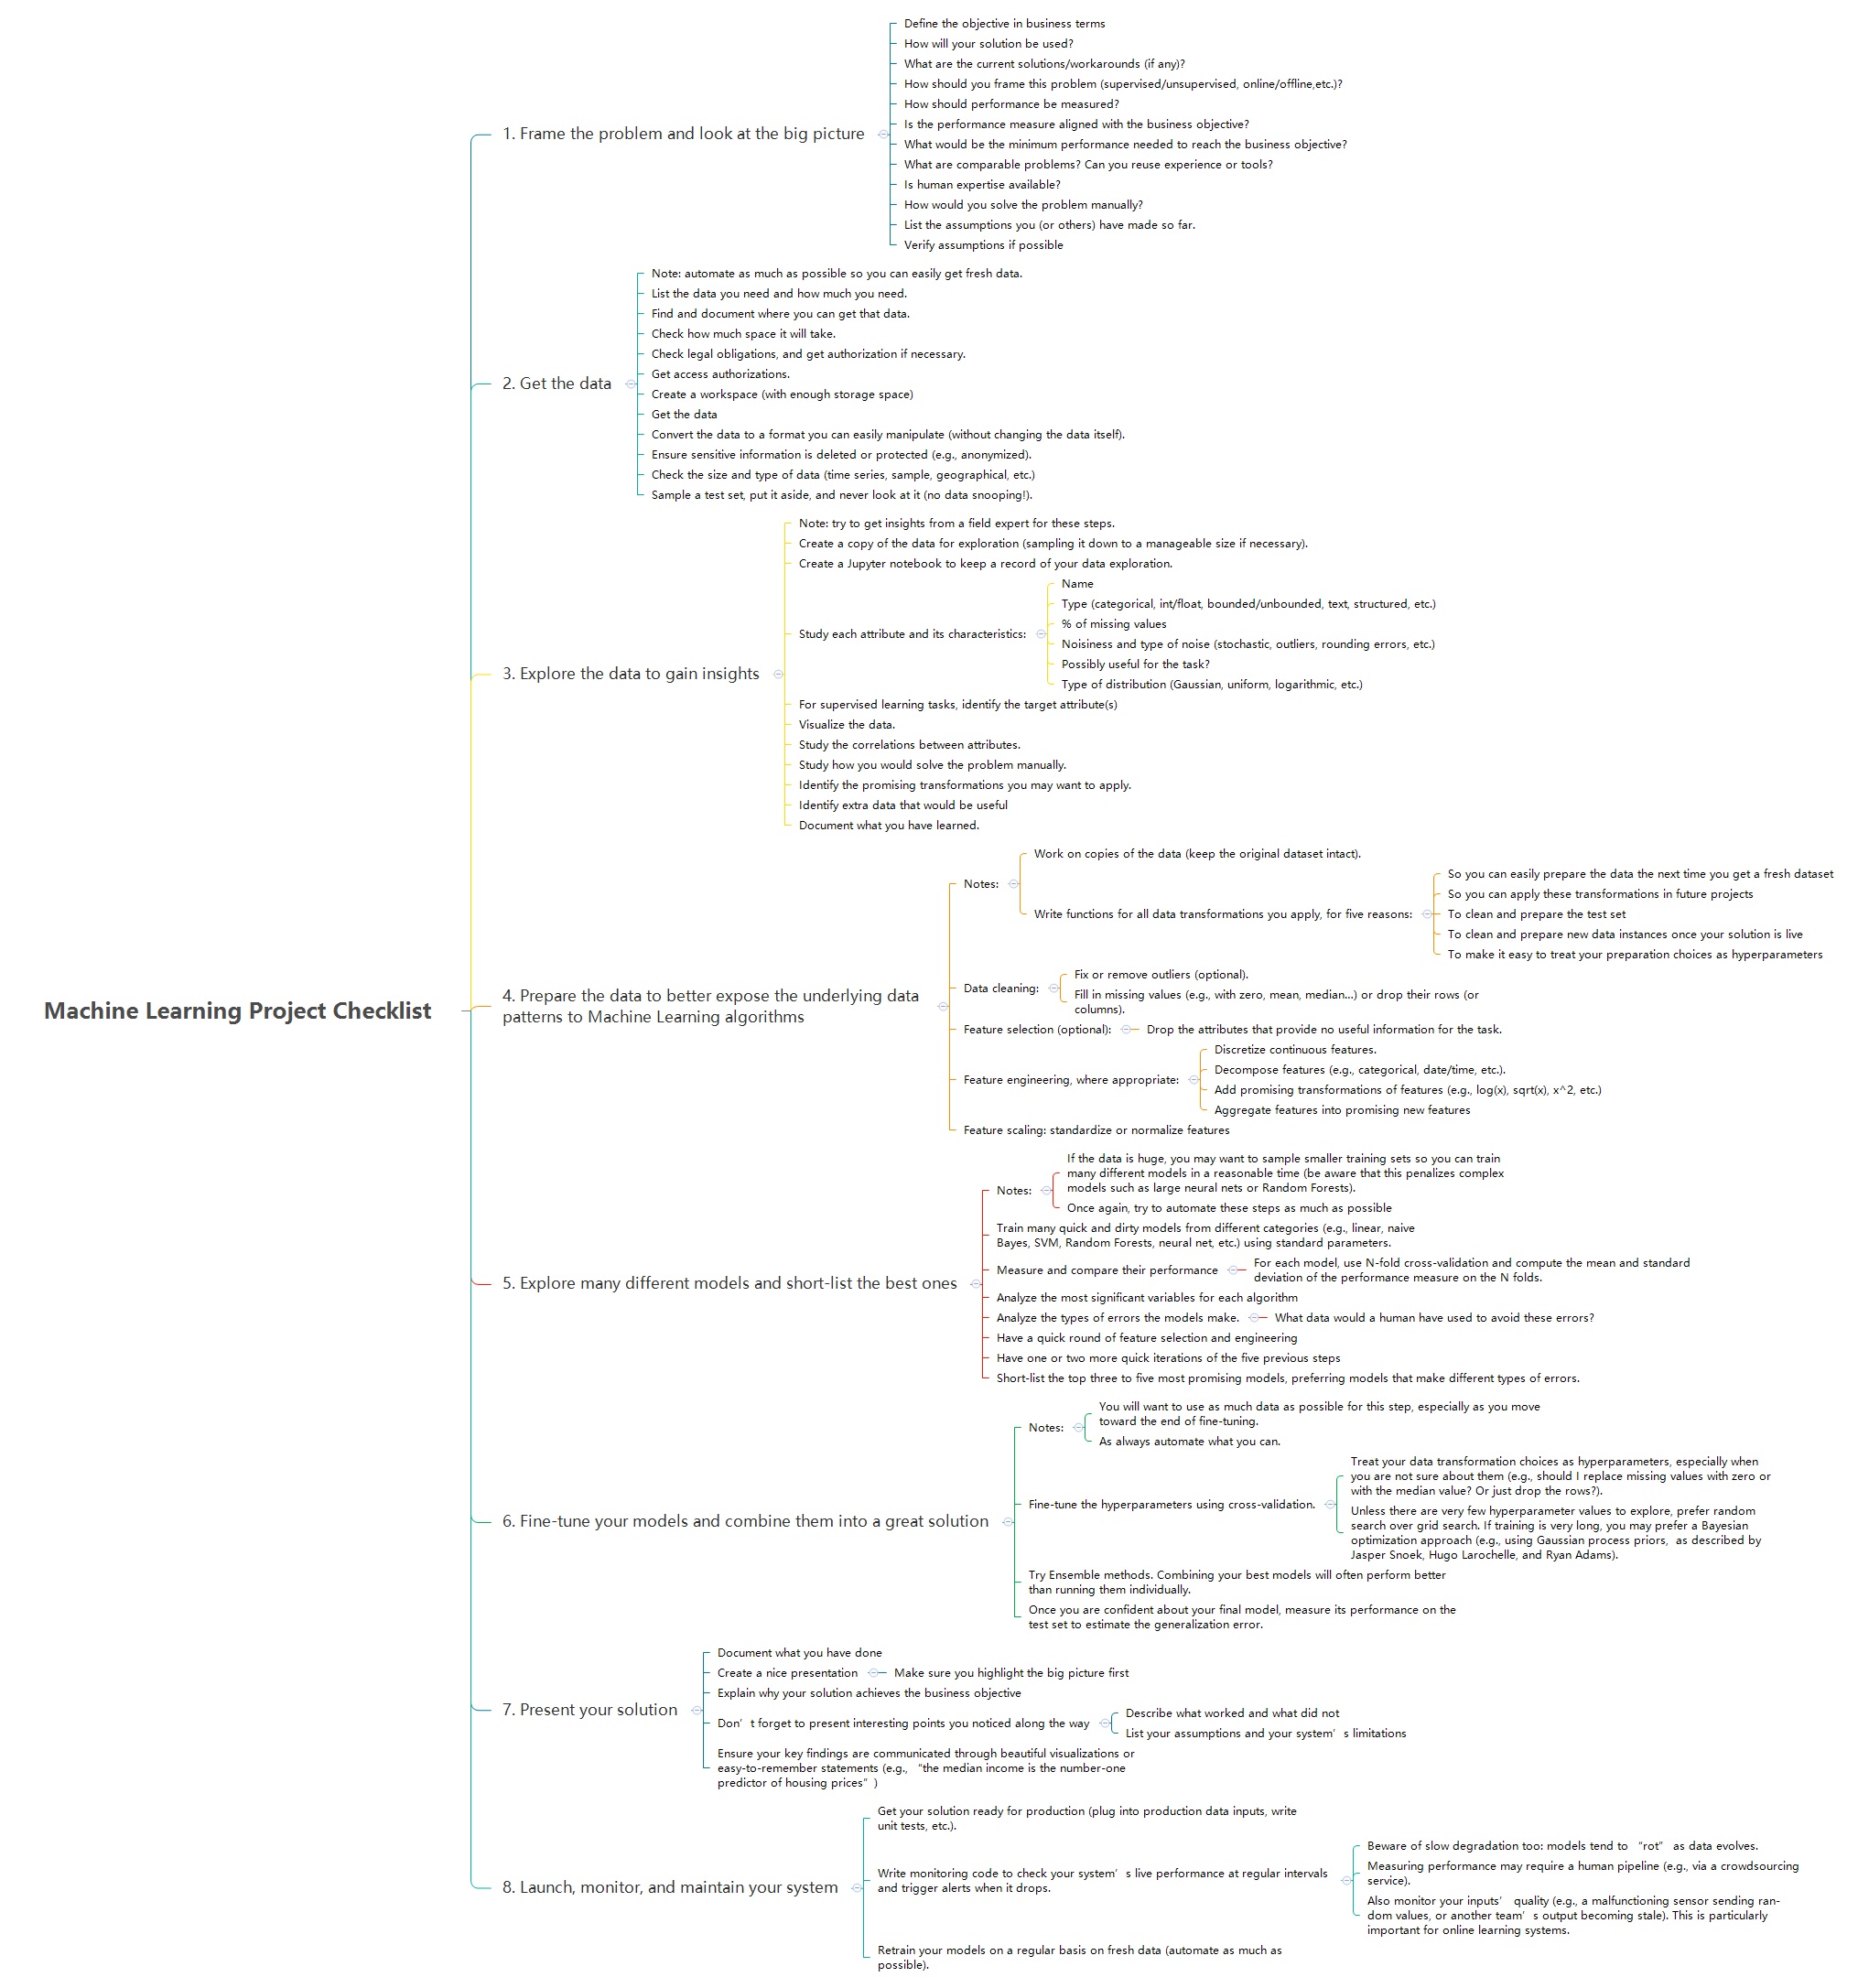 Machine Learning Project Checklist
1. Frame the problem and look at the big picture
Define the objective in business terms
How will your solution be used?
What are the current solutions/workarounds (if any)?
How should you frame this problem (supervised/unsupervised, online/offline,etc.)?
How should performance be measured?
Is the performance measure aligned with the business objective?
What would be the minimum performance needed to reach the business objective?
What are comparable problems? Can you reuse experience or tools?
Is human expertise available?
How would you solve the problem manually?
List the assumptions you (or others) have made so far.
Verify assumptions if possible
2. Get the data
Note: automate as much as possible so you can easily get fresh data.
List the data you need and how much you need.
Find and document where you can get that data.
Check how much space it will take.
Check legal obligations, and get authorization if necessary.
Get access authorizations.
Create a workspace (with enough storage space)
Get the data
Convert the data to a format you can easily manipulate (without changing the data itself).
Ensure sensitive information is deleted or protected (e.g., anonymized).
Check the size and type of data (time series, sample, geographical, etc.)
Sample a test set, put it aside, and never look at it (no data snooping!).
3. Explore the data to gain insights
Note: try to get insights from a field expert for these steps.
Create a copy of the data for exploration (sampling it down to a manageable size if necessary).
Create a Jupyter notebook to keep a record of your data exploration.
Study each attribute and its characteristics:
Name
Type (categorical, int/float, bounded/unbounded, text, structured, etc.)
% of missing values
Noisiness and type of noise (stochastic, outliers, rounding errors, etc.)
Possibly useful for the task?
Type of distribution (Gaussian, uniform, logarithmic, etc.)
For supervised learning tasks, identify the target attribute(s)
Visualize the data.
Study the correlations between attributes.
Study how you would solve the problem manually.
Identify the promising transformations you may want to apply.
Identify extra data that would be useful
Document what you have learned.
4. Prepare the data to better expose the underlying data
patterns to Machine Learning algorithms
Notes:
Work on copies of the data (keep the original dataset intact).
Write functions for all data transformations you apply, for five reasons:
So you can easily prepare the data the next time you get a fresh dataset
So you can apply these transformations in future projects
To clean and prepare the test set
To clean and prepare new data instances once your solution is live
To make it easy to treat your preparation choices as hyperparameters
Data cleaning:
Fix or remove outliers (optional).
Fill in missing values (e.g., with zero, mean, median...) or drop their rows (or
columns).
Feature selection (optional):
Drop the attributes that provide no useful information for the task.
Feature engineering, where appropriate:
Discretize continuous features.
Decompose features (e.g., categorical, date/time, etc.).
Add promising transformations of features (e.g., log(x), sqrt(x), x^2, etc.)
Aggregate features into promising new features
Feature scaling: standardize or normalize features
5. Explore many different models and short-list the best ones
Notes:
If the data is huge, you may want to sample smaller training sets so you can train
many different models in a reasonable time (be aware that this penalizes complex
models such as large neural nets or Random Forests).
Once again, try to automate these steps as much as possible
Train many quick and dirty models from different categories (e.g., linear, naive
Bayes, SVM, Random Forests, neural net, etc.) using standard parameters.
Measure and compare their performance
For each model, use N-fold cross-validation and compute the mean and standard
deviation of the performance measure on the N folds.
Analyze the most significant variables for each algorithm
Analyze the types of errors the models make.
What data would a human have used to avoid these errors?
Have a quick round of feature selection and engineering
Have one or two more quick iterations of the five previous steps
Short-list the top three to five most promising models, preferring models that make different types of errors.
6. Fine-tune your models and combine them into a great solution
Notes:
You will want to use as much data as possible for this step, especially as you move
toward the end of fine-tuning.
As always automate what you can.
Fine-tune the hyperparameters using cross-validation.
Treat your data transformation choices as hyperparameters, especially when
you are not sure about them (e.g., should I replace missing values with zero or
with the median value? Or just drop the rows?).
Unless there are very few hyperparameter values to explore, prefer random
search over grid search. If training is very long, you may prefer a Bayesian
optimization approach (e.g., using Gaussian process priors, as described by
Jasper Snoek, Hugo Larochelle, and Ryan Adams).
Try Ensemble methods. Combining your best models will often perform better
than running them individually.
Once you are confident about your final model, measure its performance on the
test set to estimate the generalization error.
7. Present your solution
Document what you have done
Create a nice presentation
Make sure you highlight the big picture first
Explain why your solution achieves the business objective
Don’t forget to present interesting points you noticed along the way
Describe what worked and what did not
List your assumptions and your system’s limitations
Ensure your key findings are communicated through beautiful visualizations or
easy-to-remember statements (e.g., “the median income is the number-one
predictor of housing prices”)
8. Launch, monitor, and maintain your system
Get your solution ready for production (plug into production data inputs, write
unit tests, etc.).
Write monitoring code to check your system’s live performance at regular intervals
and trigger alerts when it drops.
Beware of slow degradation too: models tend to “rot” as data evolves.
Measuring performance may require a human pipeline (e.g., via a crowdsourcing
service).
Also monitor your inputs’ quality (e.g., a malfunctioning sensor sending ran-
dom values, or another team’s output becoming stale). This is particularly
important for online learning systems.
Retrain your models on a regular basis on fresh data (automate as much as
possible).